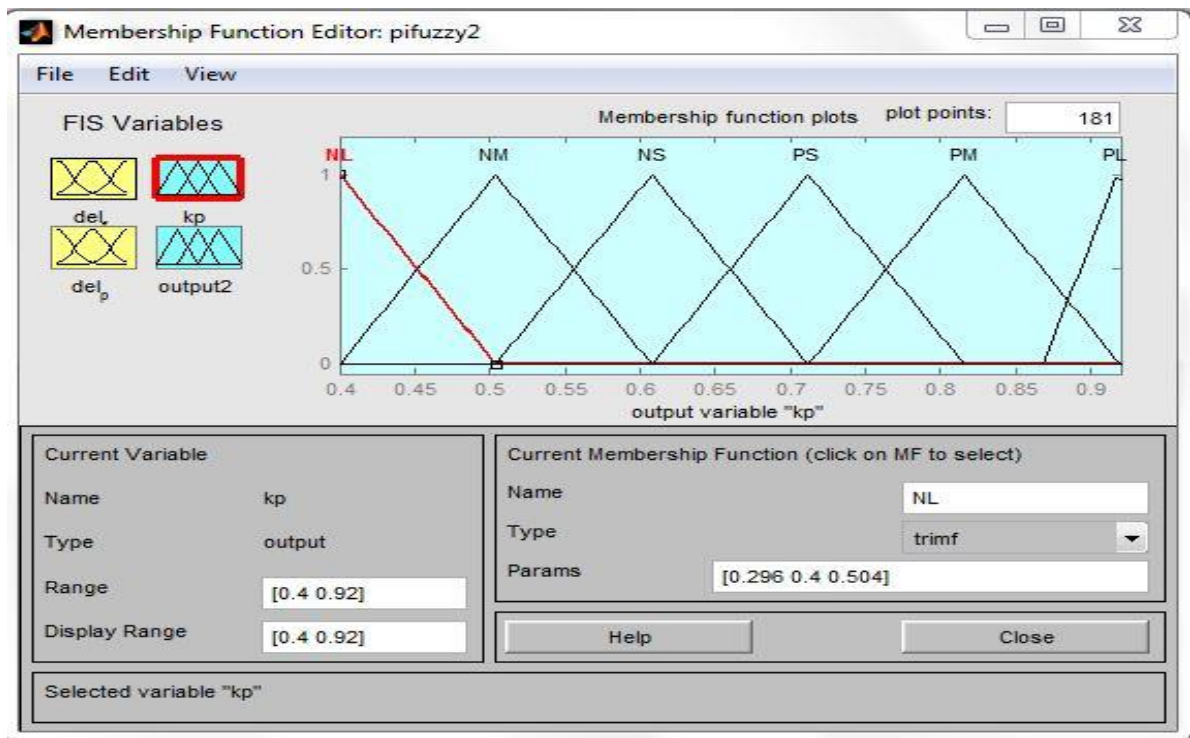 Membership Function Editor: pifuzzy2
File Edit View
FIS Variables
Membership function plots plot points: 181
del kp
del p output2
NL NM NS PS PM PL
1
0.5
0
0.4 0.45 0.5 0.55 0.6 0.65 0.7 0.75 0.8 0.85 0.9
output variable "kp"
Current Variable
Name kp
Type output
Range [0.4 0.92]
Display Range [0.4 0.92]
Current Membership Function (click on MF to select)
Name NL
Type trimf
Params [0.296 0.4 0.504]
Help Close
Selected variable "kp"